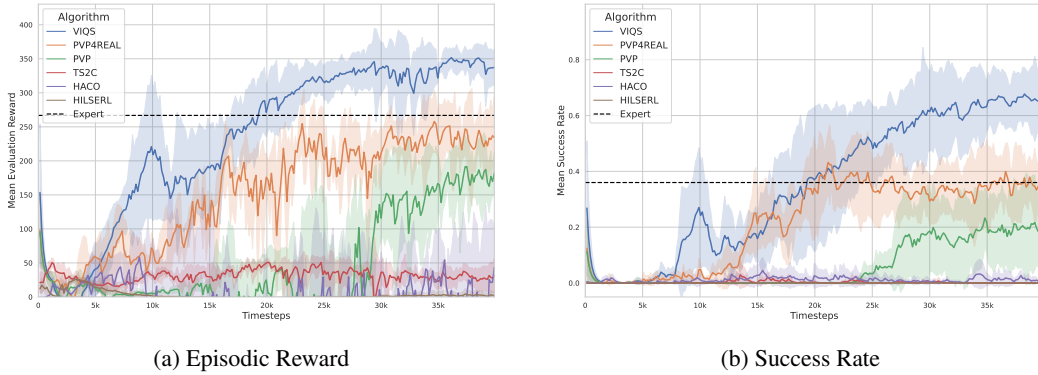 Algorithm
VIQS
PVP4REAL
PVP
TS2C
HACO
HILSERL
Expert
Mean Evaluation Reward
400
350
300
250
200
150
100
50
0
0 5k 10k 15k 20k 25k 30k 35k
Timesteps
(a) Episodic Reward
Algorithm
VIQS
PVP4REAL
PVP
TS2C
HACO
HILSERL
Expert
Mean Success Rate
0.8
0.6
0.4
0.2
0.0
0 5k 10k 15k 20k 25k 30k 35k
Timesteps
(b) Success Rate